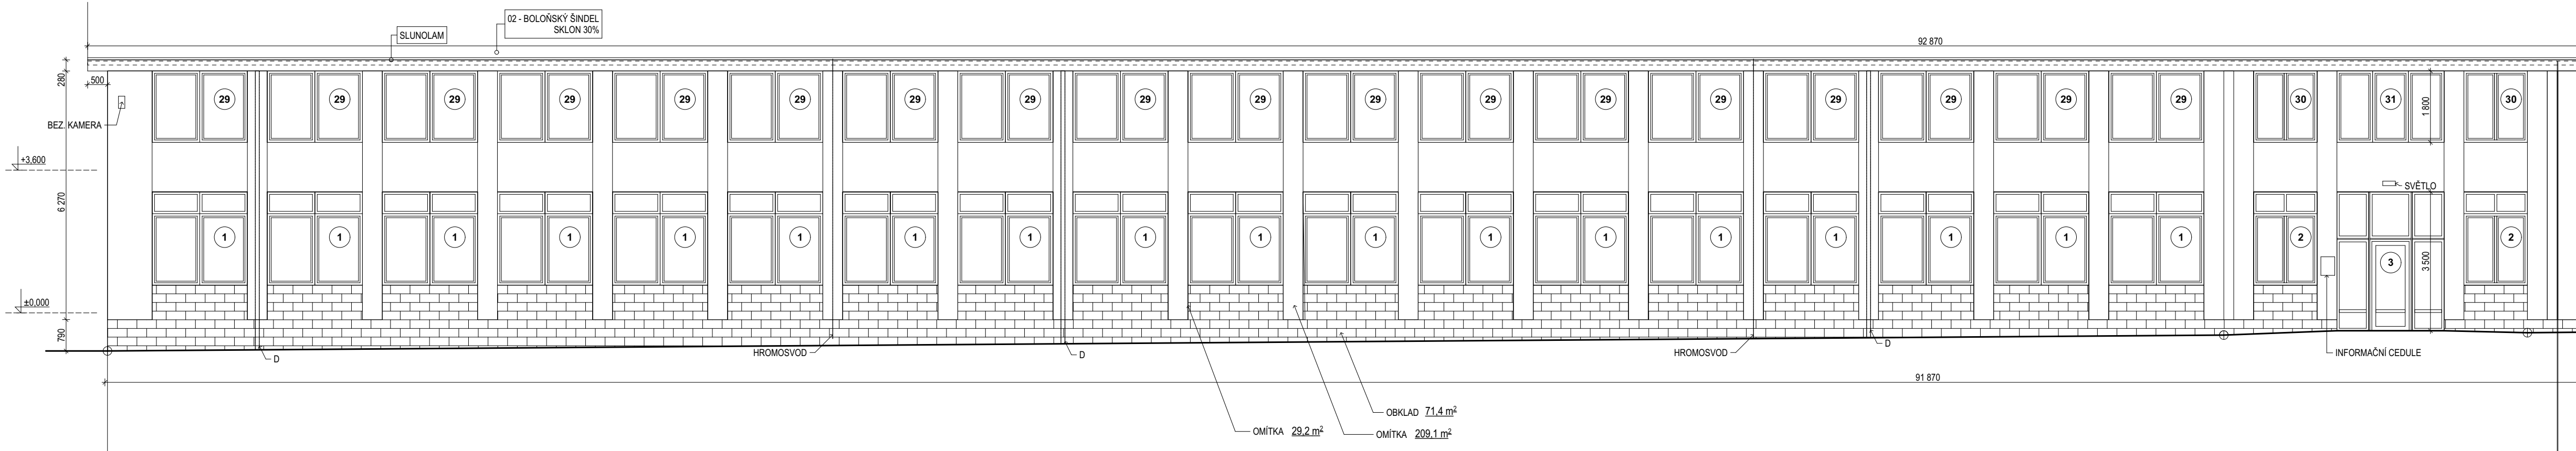 02 - BOLOŇSKÝ ŠINDEL
SKLON 30%
SLUNOLAM
92 870
280
500
29 29 29 29 29 29 29 29 29 29 29 29 29 29 29 29 29 29 30 31 30
1 800
BEZ. KAMERA
+3,600
6 270
SVĚTLO
1 1 1 1 1 1 1 1 1 1 1 1 1 1 1 1 1 1 2 3 2
3 500
±0,000
790
D
HROMOSVOD
D
HROMOSVOD
D
INFORMAČNÍ CEDULE
91 870
OBKLAD 71,4 m²
OMÍTKA 29,2 m²
OMÍTKA 209,1 m²